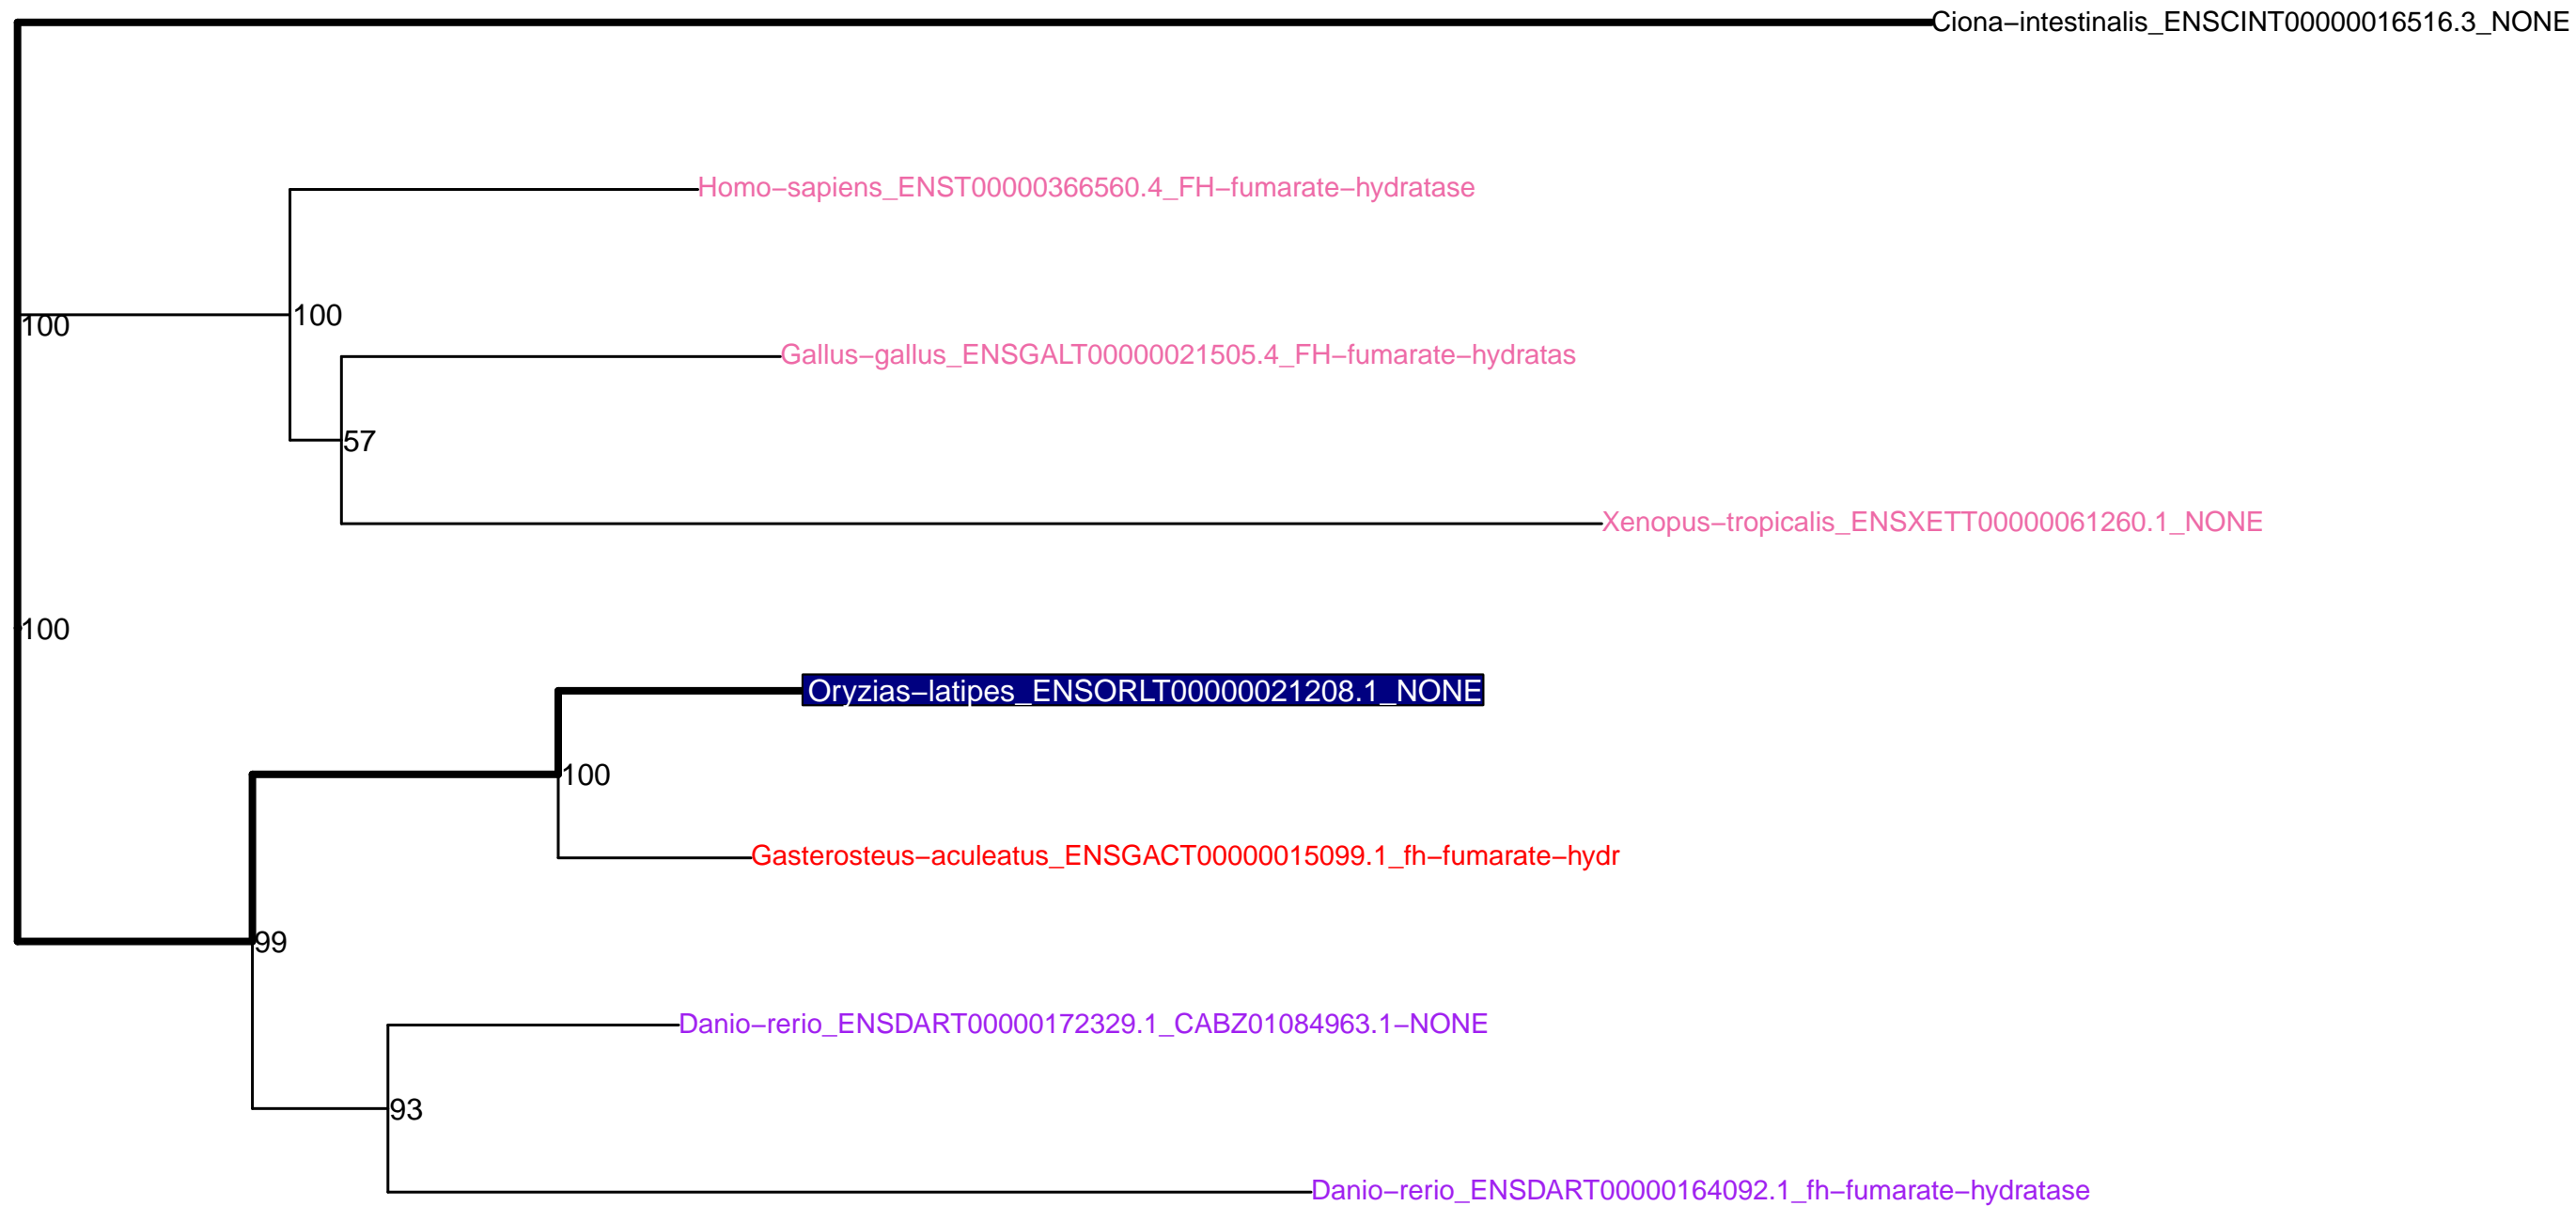 Ciona−intestinalis_ENSCINT00000016516.3_NONE
Homo−sapiens_ENST00000366560.4_FH−fumarate−hydratase
100
100
Gallus−gallus_ENSGALT00000021505.4_FH−fumarate−hydratas
57
Xenopus−tropicalis_ENSXETT00000061260.1_NONE
100
Oryzias−latipes_ENSORLT00000021208.1_NONE
100
Gasterosteus−aculeatus_ENSGACT00000015099.1_fh−fumarate−hydr
99
Danio−rerio_ENSDART00000172329.1_CABZ01084963.1−NONE
93
Danio−rerio_ENSDART00000164092.1_fh−fumarate−hydratase